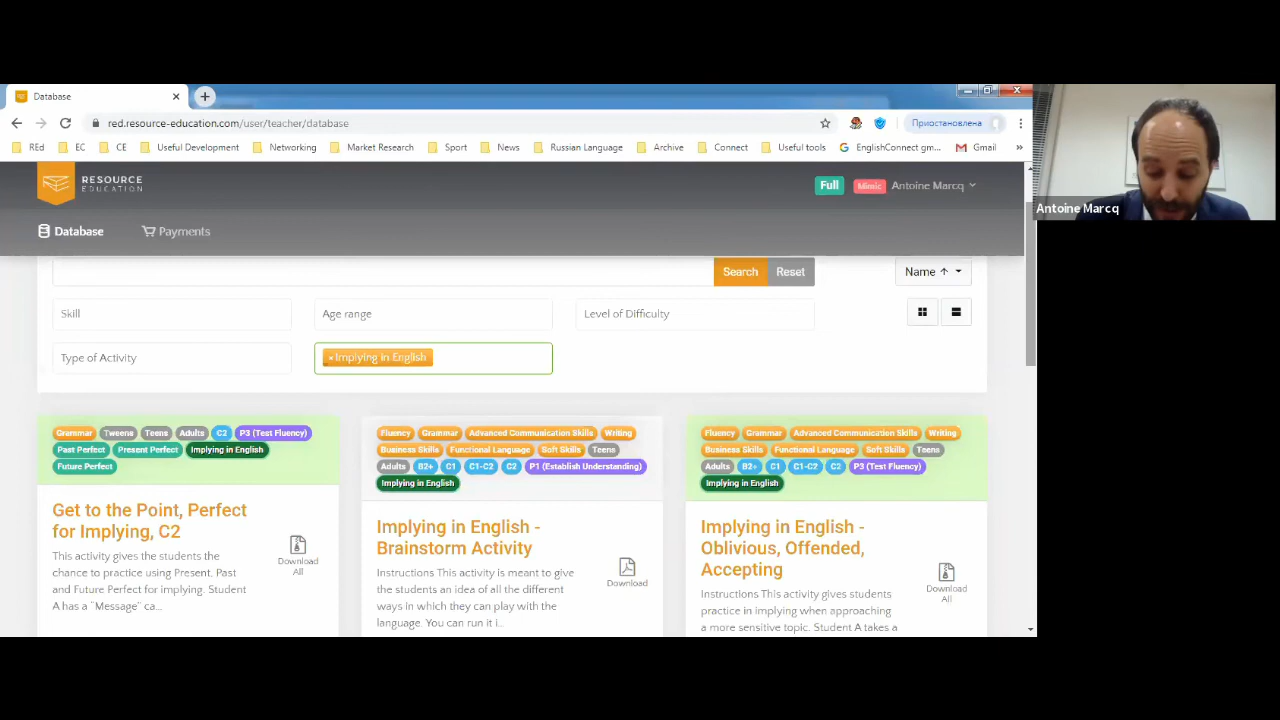 Database
red.resource-education.com/user/teacher/database
Приостановлена
REd EC CE Useful Development Networking Market Research Sport News Russian Language Archive Connect Useful tools EnglishConnect gm... Gmail »
RESOURCE
EDUCATION
Full Mimic Antoine Marcq
Database Payments
Search Reset Name ↑
Skill Age range Level of Difficulty
Type of Activity × Implying in English
Grammar Tweens Teens Adults C2 P3 (Test Fluency)
Past Perfect Present Perfect Implying in English
Future Perfect
Get to the Point, Perfect
for Implying, C2
This activity gives the students the
chance to practice using Present, Past
and Future Perfect for implying. Student
A has a "Message" ca...
Download
All
Fluency Grammar Advanced Communication Skills Writing
Business Skills Functional Language Soft Skills Teens
Adults B2+ C1 C1-C2 C2 P1 (Establish Understanding)
Implying in English
Implying in English -
Brainstorm Activity
Instructions This activity is meant to give
the students an idea of all the different
ways in which they can play with the
language. You can run it i...
Download
Fluency Grammar Advanced Communication Skills Writing
Business Skills Functional Language Soft Skills Teens
Adults B2+ C1 C1-C2 C2 P3 (Test Fluency)
Implying in English
Implying in English -
Oblivious, Offended,
Accepting
Instructions This activity gives students
practice in implying when approaching
a more sensitive topic. Student A takes a
Download
All
Antoine Marcq